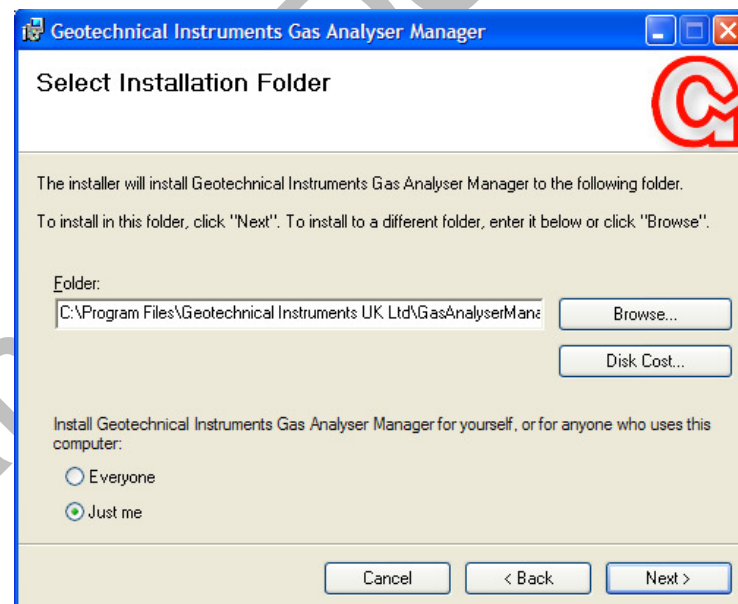 Geotechnical Instruments Gas Analyser Manager
Select Installation Folder
The installer will install Geotechnical Instruments Gas Analyser Manager to the following folder.
To install in this folder, click "Next". To install to a different folder, enter it below or click "Browse".
Folder:
C:\Program Files\Geotechnical Instruments UK Ltd\GasAnalyserMana
Browse...
Disk Cost...
Install Geotechnical Instruments Gas Analyser Manager for yourself, or for anyone who uses this
computer:
Everyone
Just me
Cancel
< Back
Next >